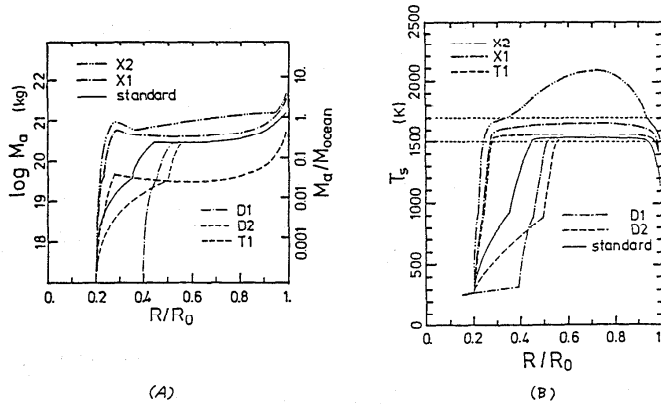 X2
X1
standard
log Ma (kg)
22
21
20
19
18
10.
1.
0.1
0.01
0.001
Ma/Mocean
D1
D2
T1
0. 0.2 0.4 0.6 0.8 1.
R/R0
(A)
X2
X1
T1
Ts (K)
2500
2000
1500
1000
500
0
D1
D2
standard
0. 0.2 0.4 0.6 0.8 1
R/R0
(B)